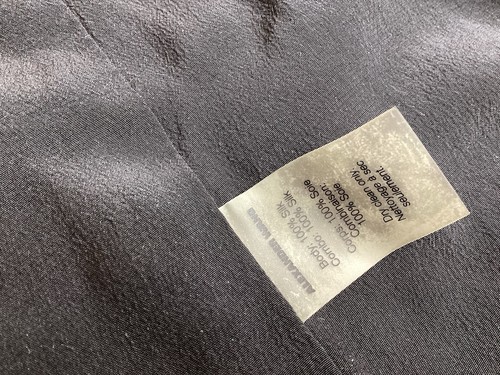 ALEXANDER WANG
Body: 100% Silk
Combo: 100% Silk
Corps: 100% Soie
Combinaison:
100% Soie
Dry clean only
Nettoyage a sec
seulement.